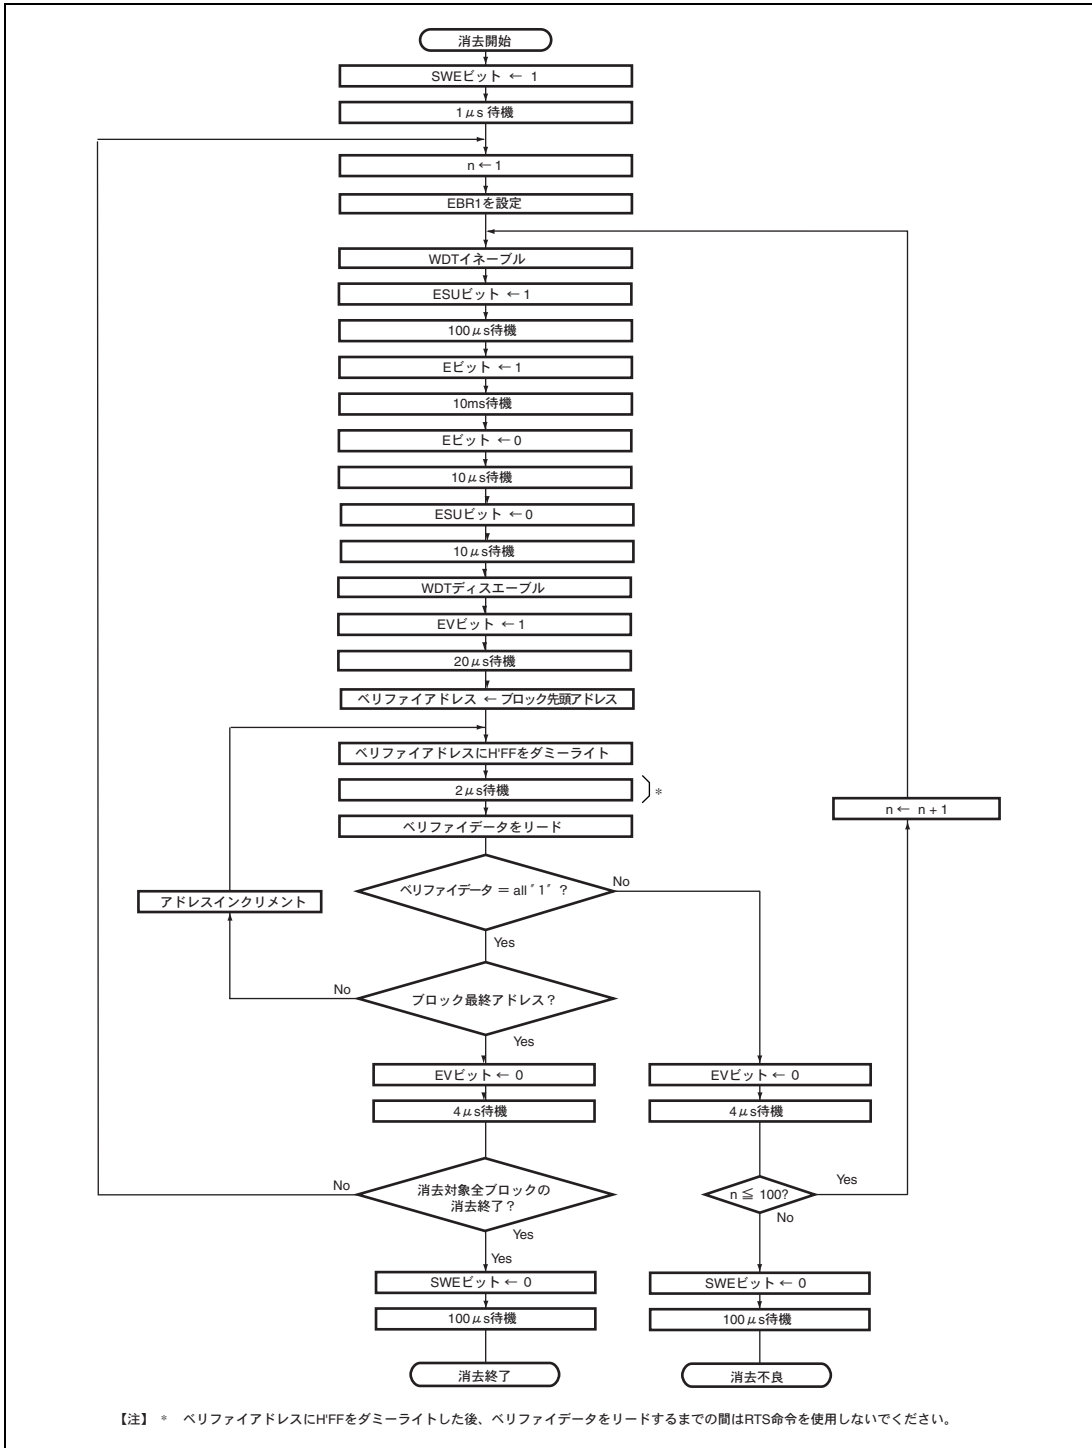 消去開始
SWEビット ← 1
1μs 待機
n ← 1
EBR1を設定
WDTイネーブル
ESUビット ← 1
100μs待機
Eビット ← 1
10ms待機
Eビット ← 0
10μs待機
ESUビット ← 0
10μs待機
WDTディスエーブル
EVビット ← 1
20μs待機
ベリファイアドレス ← ブロック先頭アドレス
ベリファイアドレスにH'FFをダミーライト
2μs待機
*
n ← n + 1
ベリファイデータをリード
ベリファイデータ = all "1" ?
No
アドレスインクリメント
Yes
No
ブロック最終アドレス?
Yes
EVビット ← 0
EVビット ← 0
4μs待機
4μs待機
No
消去対象全ブロックの
消去終了?
n ≦ 100?
Yes
No
Yes
Yes
SWEビット ← 0
SWEビット ← 0
100μs待機
100μs待機
消去終了
消去不良
【注】 * ベリファイアドレスにH'FFをダミーライトした後、ベリファイデータをリードするまでの間はRTS命令を使用しないでください。